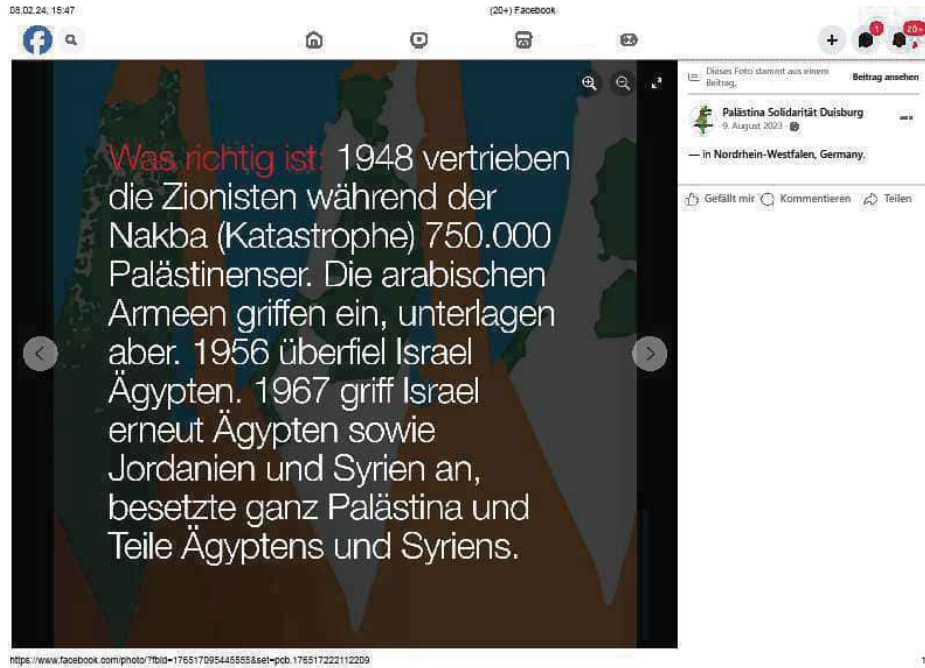 08.02.24, 15:47
(20+) Facebook
1
20+
Dieses Foto stammt aus einem
Beitrag.
Beitrag ansehen
Palästina Solidarität Duisburg
9. August 2023
— in Nordrhein-Westfalen, Germany.
Gefällt mir
Kommentieren
Teilen
Was richtig ist: 1948 vertrieben
die Zionisten während der
Nakba (Katastrophe) 750.000
Palästinenser. Die arabischen
Armeen griffen ein, unterlagen
aber. 1956 überfiel Israel
Ägypten. 1967 griff Israel
erneut Ägypten sowie
Jordanien und Syrien an,
besetzte ganz Palästina und
Teile Ägyptens und Syriens.
https://www.facebook.com/photo/?fbid=176517095445555&set=pcb.176517222112209
1